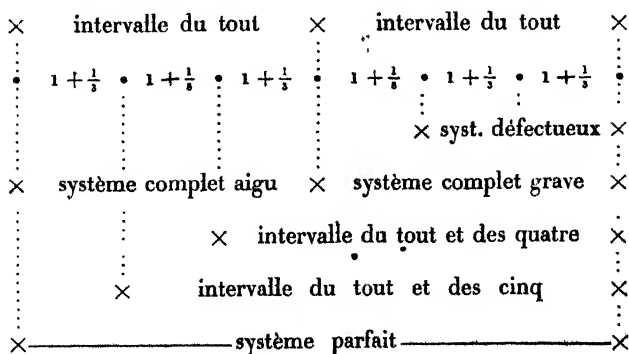 × intervalle du tout × intervalle du tout ×
• 1 + 1/3 • 1 + 1/8 • 1 + 1/3 • 1 + 1/8 • 1 + 1/3 • 1 + 1/3 •
× syst. défectueux ×
× système complet aigu × système complet grave ×
× intervalle du tout et des quatre ×
× intervalle du tout et des cinq ×
× système parfait ×